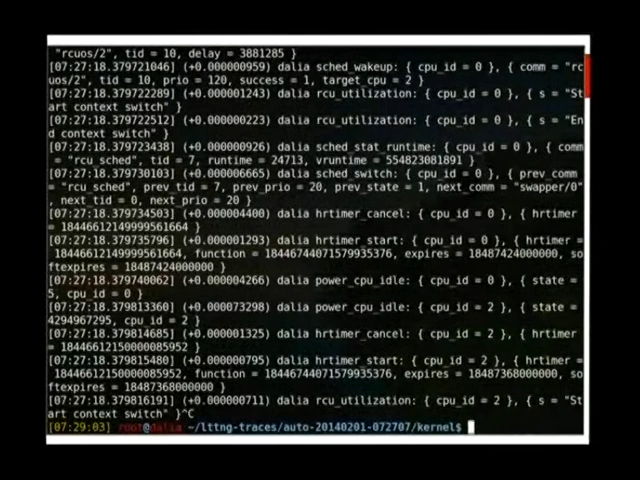 "rcuos/2", tid = 10, delay = 3881285 }
[07:27:18.379721046] (+0.000000959) dalia sched_wakeup: { cpu_id = 0 }, { comm = "rc
uos/2", tid = 10, prio = 120, success = 1, target_cpu = 2 }
[07:27:18.379722289] (+0.000001243) dalia rcu_utilization: { cpu_id = 0 }, { s = "St
art context switch" }
[07:27:18.379722512] (+0.000000223) dalia rcu_utilization: { cpu_id = 0 }, { s = "En
d context switch" }
[07:27:18.379723438] (+0.000000926) dalia sched_stat_runtime: { cpu_id = 0 }, { comm
= "rcu_sched", tid = 7, runtime = 24713, vruntime = 554823081891 }
[07:27:18.379730103] (+0.000006665) dalia sched_switch: { cpu_id = 0 }, { prev_comm
= "rcu_sched", prev_tid = 7, prev_prio = 20, prev_state = 1, next_comm = "swapper/0"
, next_tid = 0, next_prio = 20 }
[07:27:18.379734503] (+0.000004400) dalia hrtimer_cancel: { cpu_id = 0 }, { hrtimer
= 18446612149999561664 }
[07:27:18.379735796] (+0.000001293) dalia hrtimer_start: { cpu_id = 0 }, { hrtimer =
18446612149999561664, function = 18446744071579935376, expires = 18487424000000, so
ftexpires = 18487424000000 }
[07:27:18.379740062] (+0.000004266) dalia power_cpu_idle: { cpu_id = 0 }, { state =
5, cpu_id = 0 }
[07:27:18.379813360] (+0.000073298) dalia power_cpu_idle: { cpu_id = 2 }, { state =
4294967295, cpu_id = 2 }
[07:27:18.379814685] (+0.000001325) dalia hrtimer_cancel: { cpu_id = 2 }, { hrtimer
= 18446612150000085952 }
[07:27:18.379815480] (+0.000000795) dalia hrtimer_start: { cpu_id = 2 }, { hrtimer =
18446612150000085952, function = 18446744071579935376, expires = 18487368000000, so
ftexpires = 18487368000000 }
[07:27:18.379816191] (+0.000000711) dalia rcu_utilization: { cpu_id = 2 }, { s = "St
art context switch" }^C
[07:29:03] root@dalia ~/lttng-traces/auto-20140201-072707/kernel$